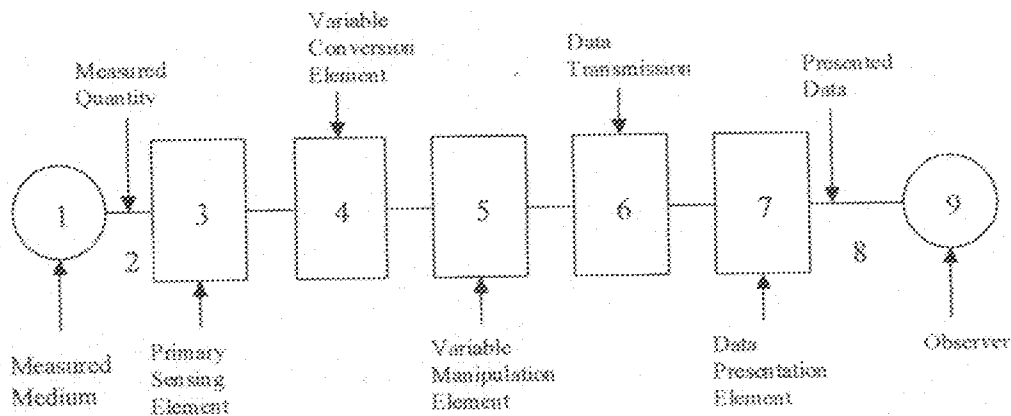 Variable
Conversion
Element
Data
Transmission
Measured
Quantity
Presented
Data
1
2
3
4
5
6
7
8
9
Measured
Medium
Primary
Sensing
Element
Variable
Manipulation
Element
Data
Presentation
Element
Observer